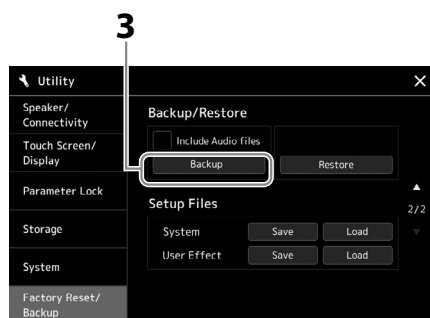 3
Utility
×
Speaker/
Connectivity
Touch Screen/
Display
Parameter Lock
Storage
System
Factory Reset/
Backup
Backup/Restore
Include Audio files
Backup
Restore
Setup Files
System
Save
Load
User Effect
Save
Load
2/2